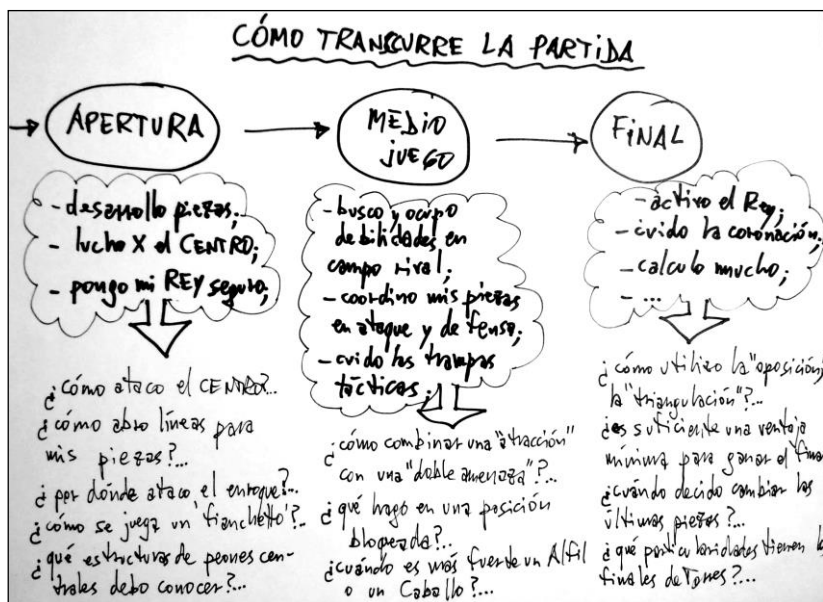 CÓMO TRANSCURRE LA PARTIDA
APERTURA
- desarrollo piezas;
- lucho X el CENTRO;
- pongo mi REY seguro;
¿cómo ataco el CENTRO?...
¿cómo abro líneas para
mis piezas?...
¿por dónde ataco el enroque?...
¿cómo se juega un "fianchetto"?...
¿qué estructuras de peones cen-
trales debo conocer?...
MEDIO
JUEGO
- busco y ocupo
debilidades en
campo rival;
- coordino mis piezas
en ataque y defensa;
- cuido las trampas
tácticas;
¿cómo combinar una "atracción"
con una "doble amenaza"?...
¿qué hago en una posición
bloqueada?...
¿cuándo es más fuerte un Alfil
o un Caballo?...
FINAL
- activo el Rey;
- cuido la coronación;
- calculo mucho;
- ...
¿cómo utilizo la "oposición",
la "triangulación"?...
¿es suficiente una ventaja
mínima para ganar el final
¿cuándo decido cambiar las
últimas piezas?...
¿qué particularidades tienen
finales de Torres?...